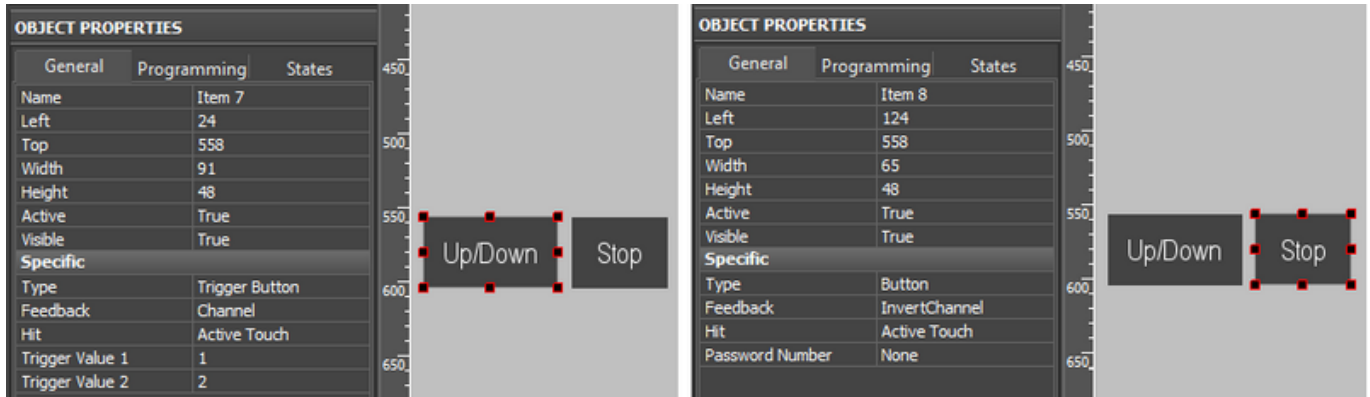 OBJECT PROPERTIES
General Programming States
Name Item 7
Left 24
Top 558
Width 91
Height 48
Active True
Visible True
Specific
Type Trigger Button
Feedback Channel
Hit Active Touch
Trigger Value 1 1
Trigger Value 2 2
450
500
550
600
650
Up/Down Stop
OBJECT PROPERTIES
General Programming States
Name Item 8
Left 124
Top 558
Width 65
Height 48
Active True
Visible True
Specific
Type Button
Feedback InvertChannel
Hit Active Touch
Password Number None
450
500
550
600
650
Up/Down Stop